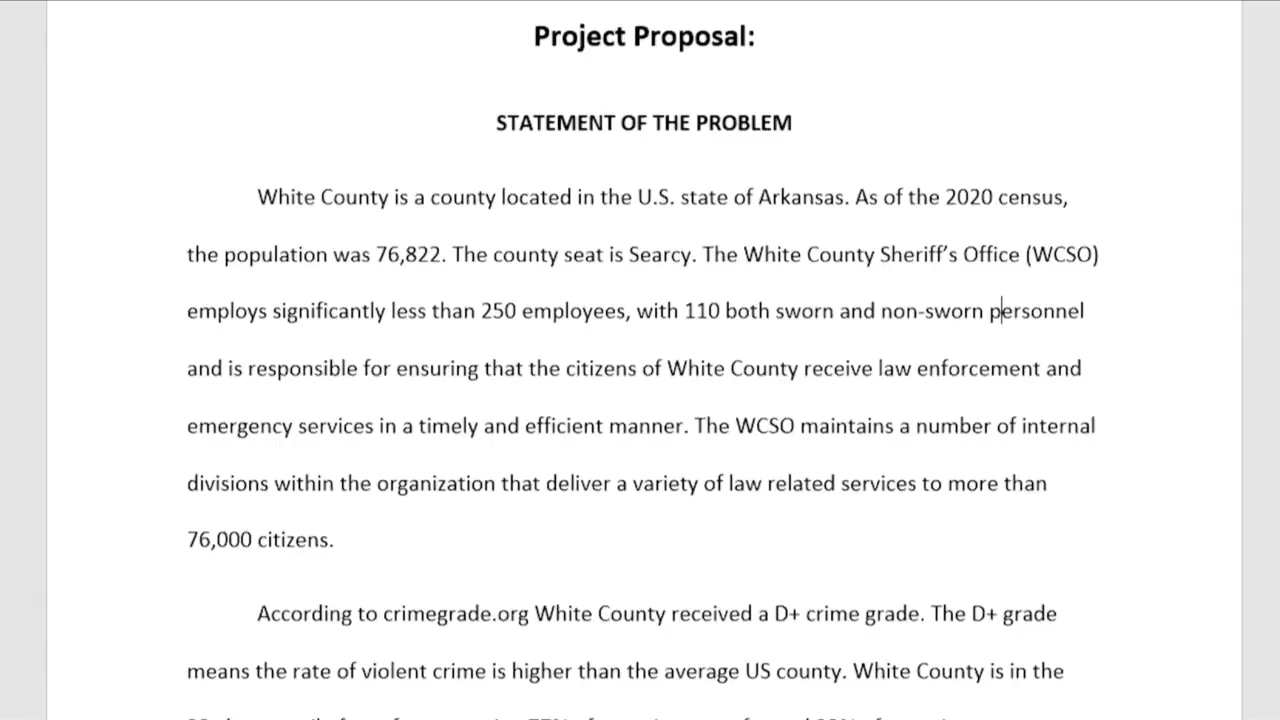 Project Proposal:
STATEMENT OF THE PROBLEM
White County is a county located in the U.S. state of Arkansas. As of the 2020 census,
the population was 76,822. The county seat is Searcy. The White County Sheriff’s Office (WCSO)
employs significantly less than 250 employees, with 110 both sworn and non-sworn personnel
and is responsible for ensuring that the citizens of White County receive law enforcement and
emergency services in a timely and efficient manner. The WCSO maintains a number of internal
divisions within the organization that deliver a variety of law related services to more than
76,000 citizens.
According to crimegrade.org White County received a D+ crime grade. The D+ grade
means the rate of violent crime is higher than the average US county. White County is in the